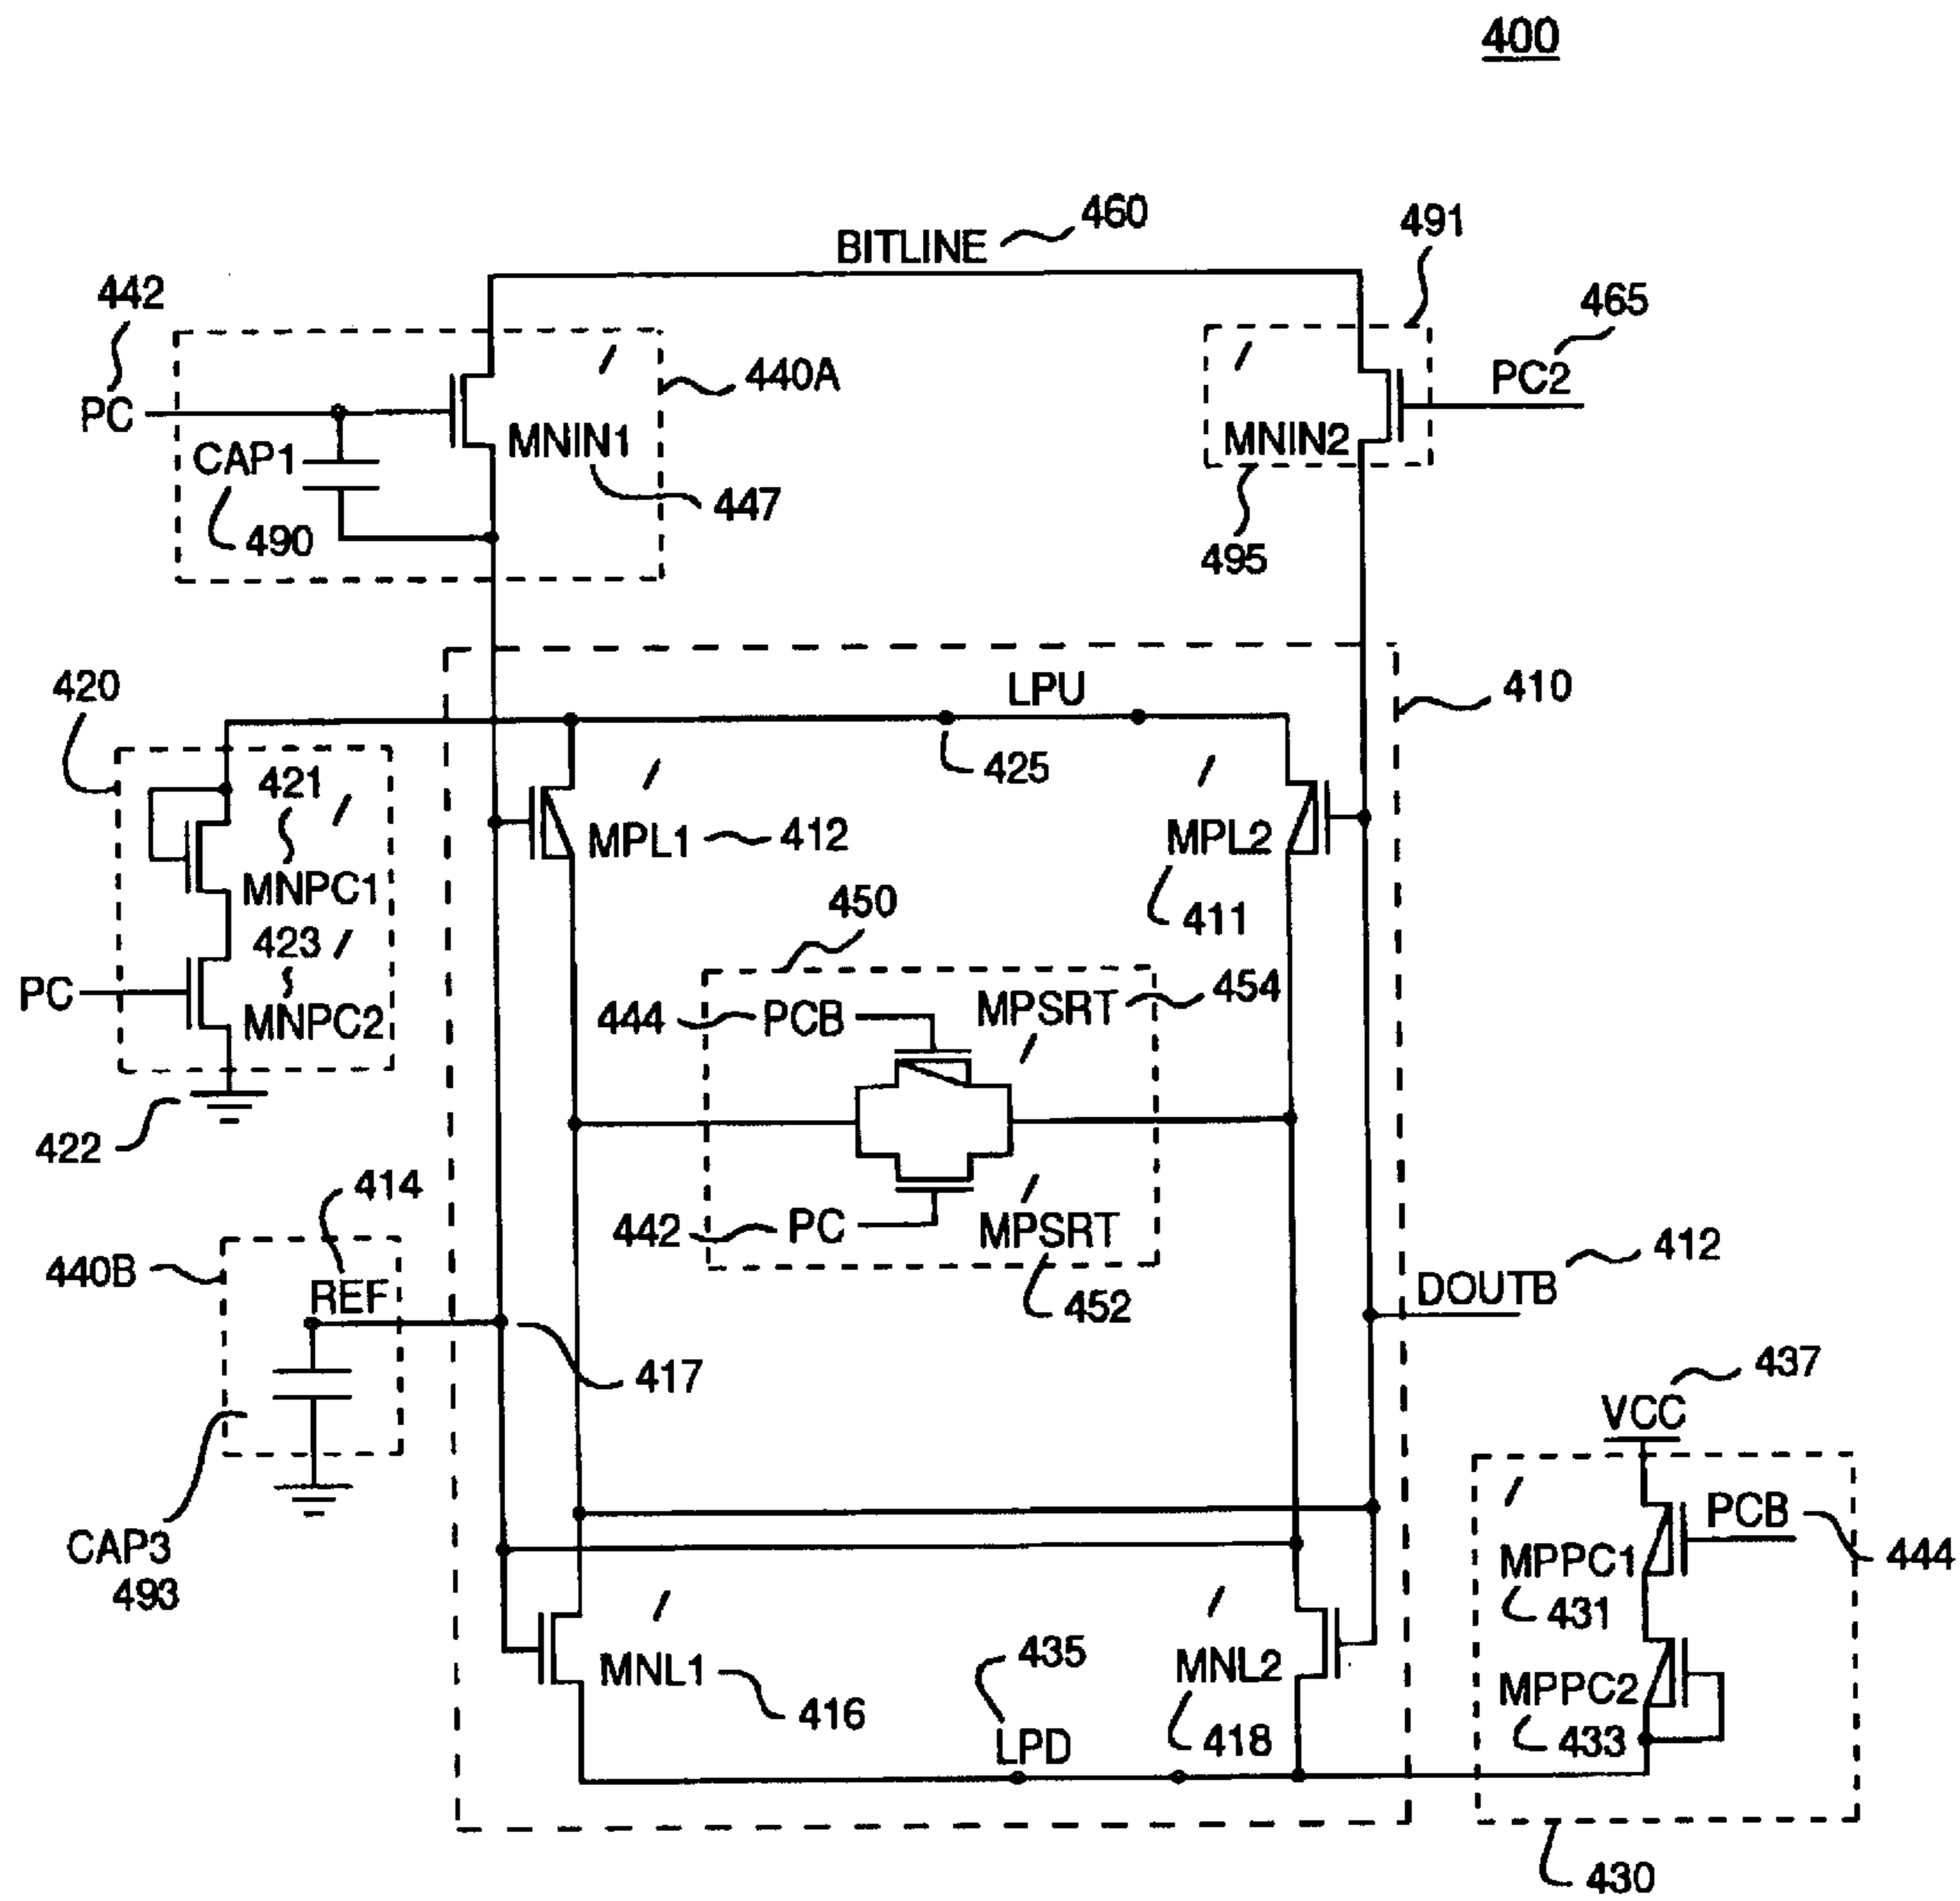 400
BITLINE 460
491
442
465
PC
440A
PC2
CAP1
MNIN1
MNIN2
447
490
495
420
LPU
410
421
425
MPL1 412
MPL2
MNPC1
450
411
423
PC
MNPC2
444 PCB
MPSRT 454
422
414
442 PC
MPSRT
440B
REF
452
412
DOUTB
417
437
VCC
CAP3
493
PCB
MPPC1
444
431
435
MNL1
MNL2
MPPC2
416
418
433
LPD
430